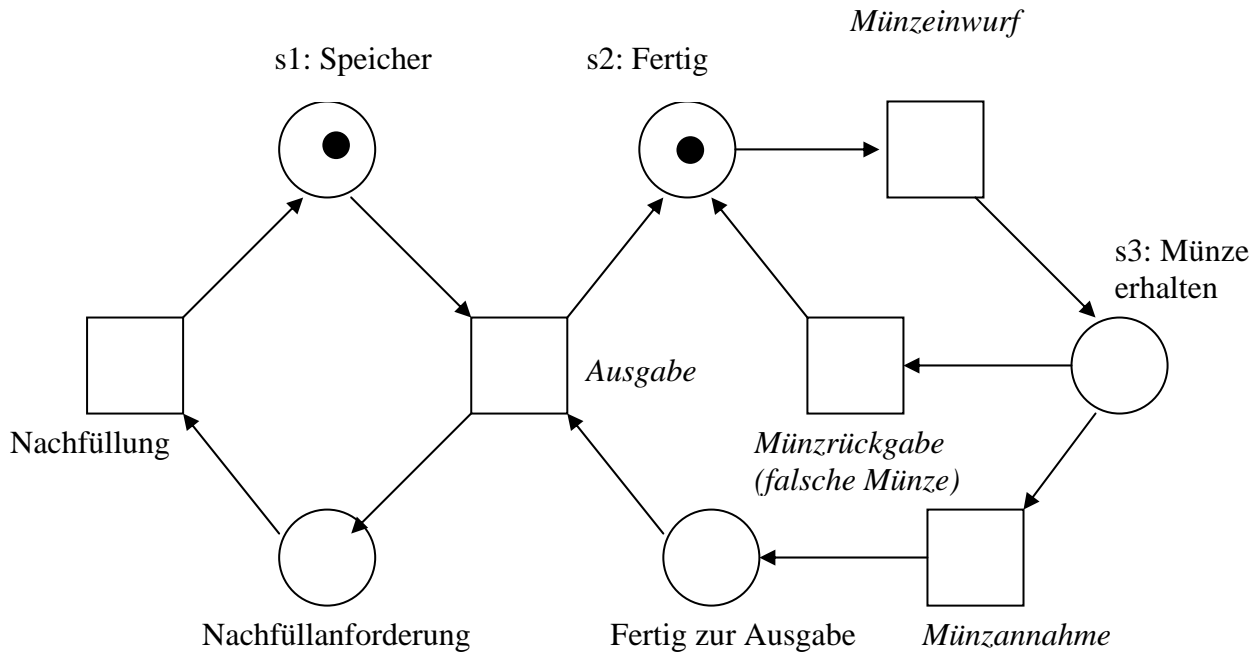 Münzeinwurf
s1: Speicher
s2: Fertig
s3: Münze
erhalten
Ausgabe
Nachfüllung
Münzrückgabe
(falsche Münze)
Nachfüllanforderung
Fertig zur Ausgabe
Münzannahme